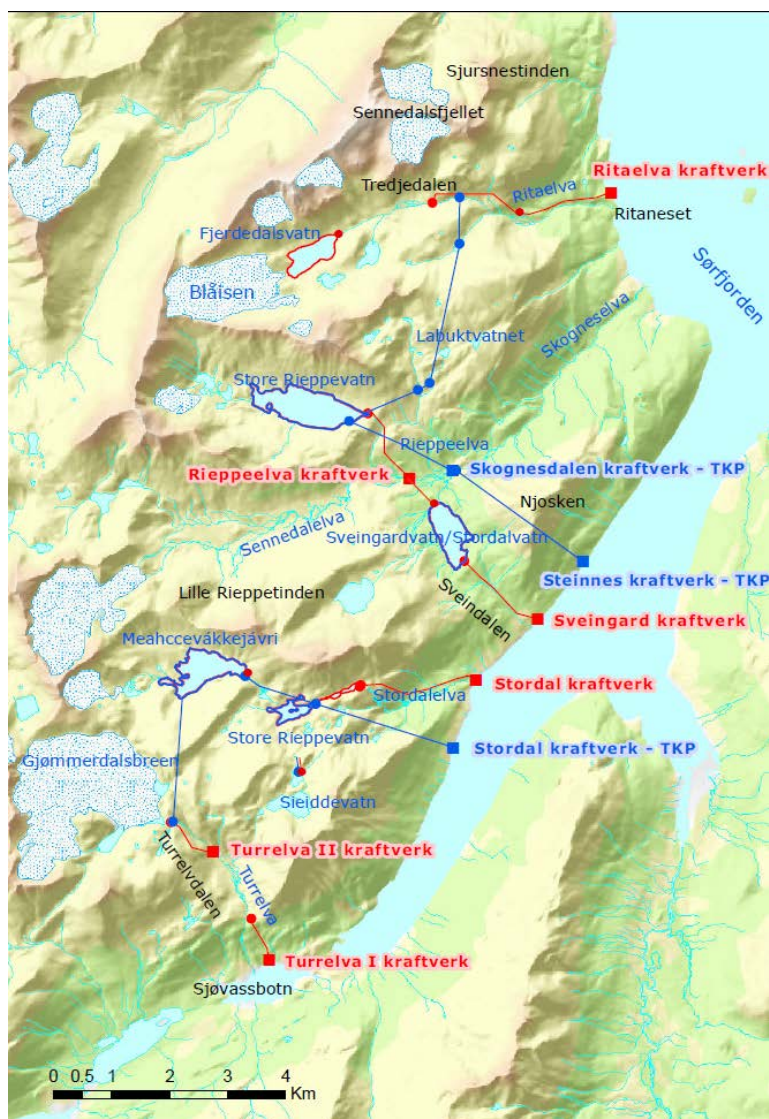 Sjursnestinden
Sennedalsfjellet
Ritaelva kraftverk
Tredjedalen
Ritaelva
Ritaneset
Fjerdedalsvatn
Sørfjorden
Blåisen
Skogneselva
Labuktvatnet
Store Rieppevatn
Rieppeelva
Rieppeelva kraftverk
Skognesdalen kraftverk - TKP
Njosken
Sennedalelva
Sveingardvatn/Stordalvatn
Steinnes kraftverk - TKP
Lille Rieppetinden
Sveindalen
Sveingard kraftverk
Meahccevákkejávri
Stordal kraftverk
Stordalelva
Store Rieppevatn
Stordal kraftverk - TKP
Gjømmerdalsbreen
Sieiddevatn
Turrelvdalen
Turrelva II kraftverk
Turrelva
Turrelva I kraftverk
Sjøvassbotn
0 0.5 1 2 3 4
Km